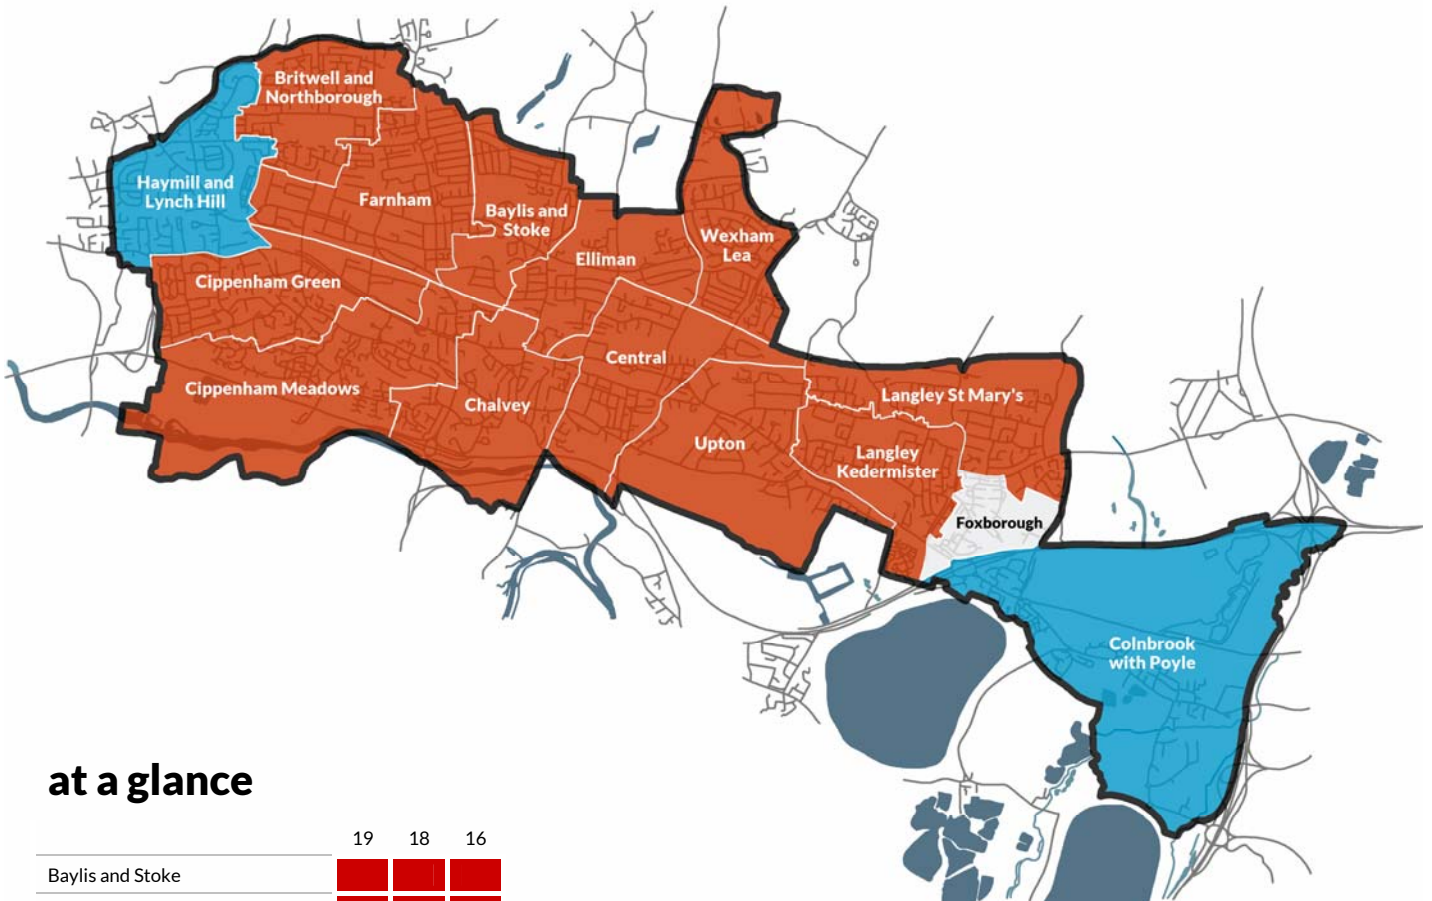 Britwell and
Northborough
Haymill and
Lynch Hill
Farnham
Baylis and
Stoke
Wexham
Lea
Elliman
Cippenham Green
Central
Cippenham Meadows
Chalvey
Langley St Mary's
Upton
Langley
Kedermister
Foxborough
Colnbrook
with Poyle
at a glance
19 18 16
Baylis and Stoke